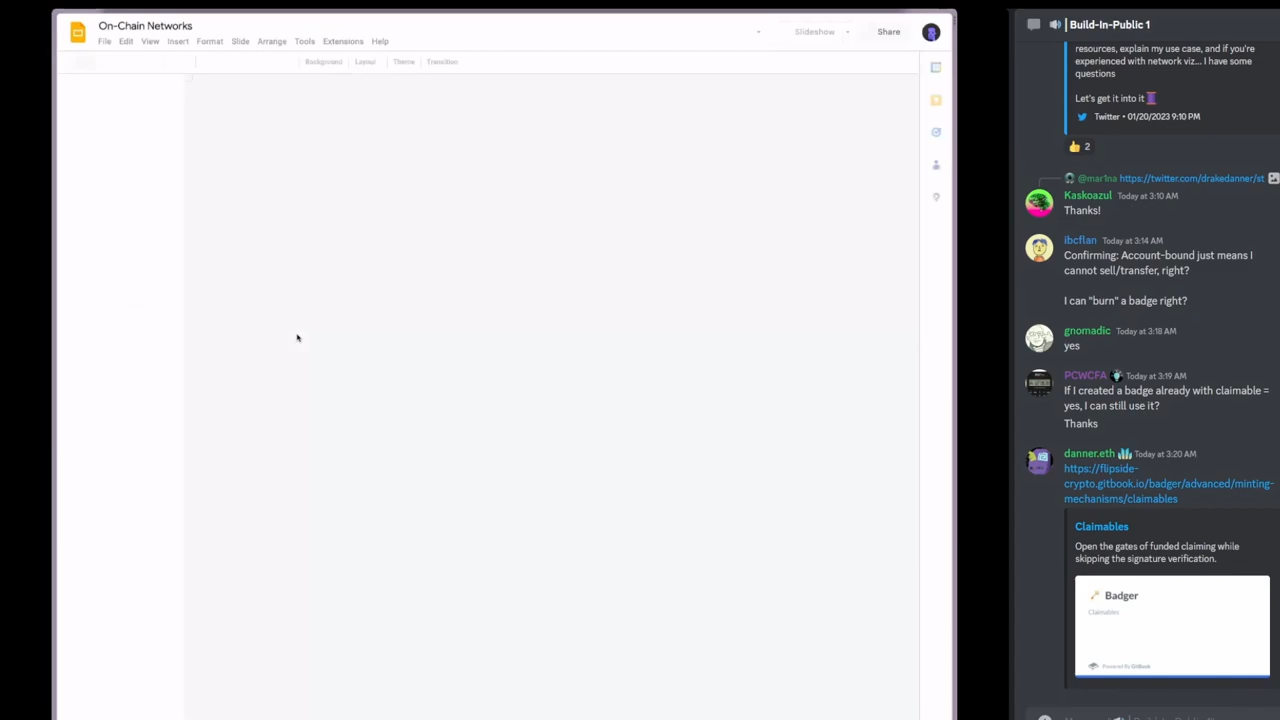 On-Chain Networks
File Edit View Insert Format Slide Arrange Tools Extensions Help
Slideshow
Share
Background Layout Theme Transition
Build-In-Public 1
resources, explain my use case, and if you're
experienced with network viz... I have some
questions
Let's get it into it
Twitter • 01/20/2023 9:10 PM
2
@mar1na https://twitter.com/drakedanner/st
Kaskoazul Today at 3:10 AM
Thanks!
ibcflan Today at 3:14 AM
Confirming: Account-bound just means I
cannot sell/transfer, right?
I can "burn" a badge right?
gnomadic Today at 3:18 AM
yes
PCWCFA Today at 3:19 AM
If I created a badge already with claimable =
yes, I can still use it?
Thanks
danner.eth Today at 3:20 AM
https://flipside-
crypto.gitbook.io/badger/advanced/minting-
mechanisms/claimables
Claimables
Open the gates of funded claiming while
skipping the signature verification.
Badger
Claimables
Powered By GitBook